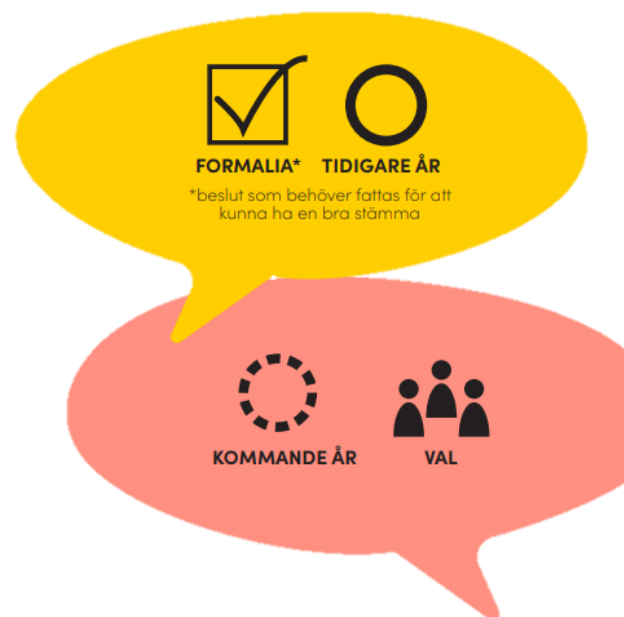 FORMALIA* TIDIGARE ÅR
*beslut som behöver fattas för att
kunna ha en bra stämma
KOMMANDE ÅR VAL